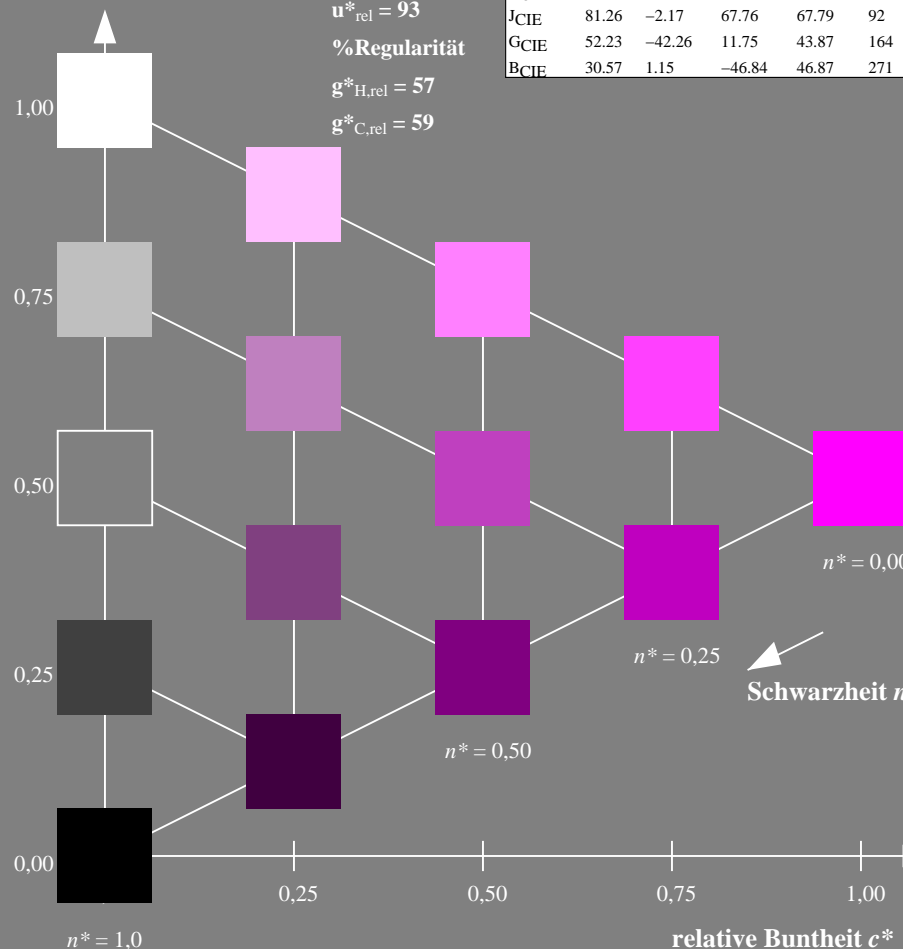 u*rel = 93
%Regularität
g*H,rel = 57
g*C,rel = 59
JCIE 81.26 −2.17 67.76 67.79 92
GCIE 52.23 −42.26 11.75 43.87 164
BCIE 30.57 1.15 −46.84 46.87 271
1,00
0,75
0,50
n* = 0,00
0,25
n* = 0,25
Schwarzheit n
n* = 0,50
0,00
0,25 0,50 0,75 1,00
n* = 1,0
relative Buntheit c*